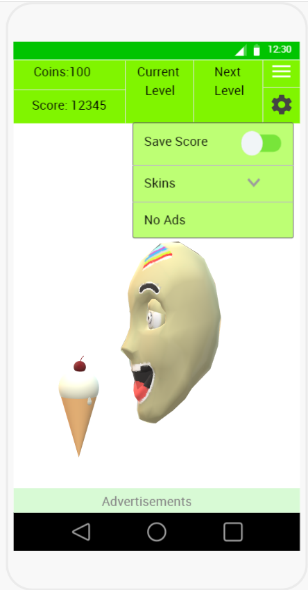 12:30
Coins:100
Score: 12345
Current
Level
Next
Level
Save Score
Skins
No Ads
Advertisements